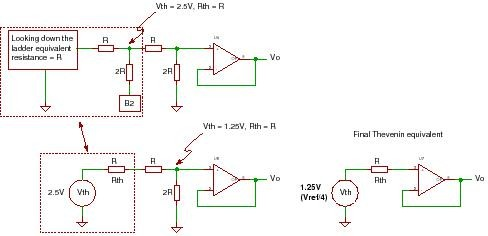 Vth = 2.5V, Rth = R
Looking down the
ladder equivalent
resistance = R
R
R
2R
2R
B2
Vo
Vth = 1.25V, Rth = R
Final Thevenin equivalent
R
Rth
R
2.5V
Vth
2R
Vo
1.25V
(Vref/4)
Vth
R
Rth
Vo